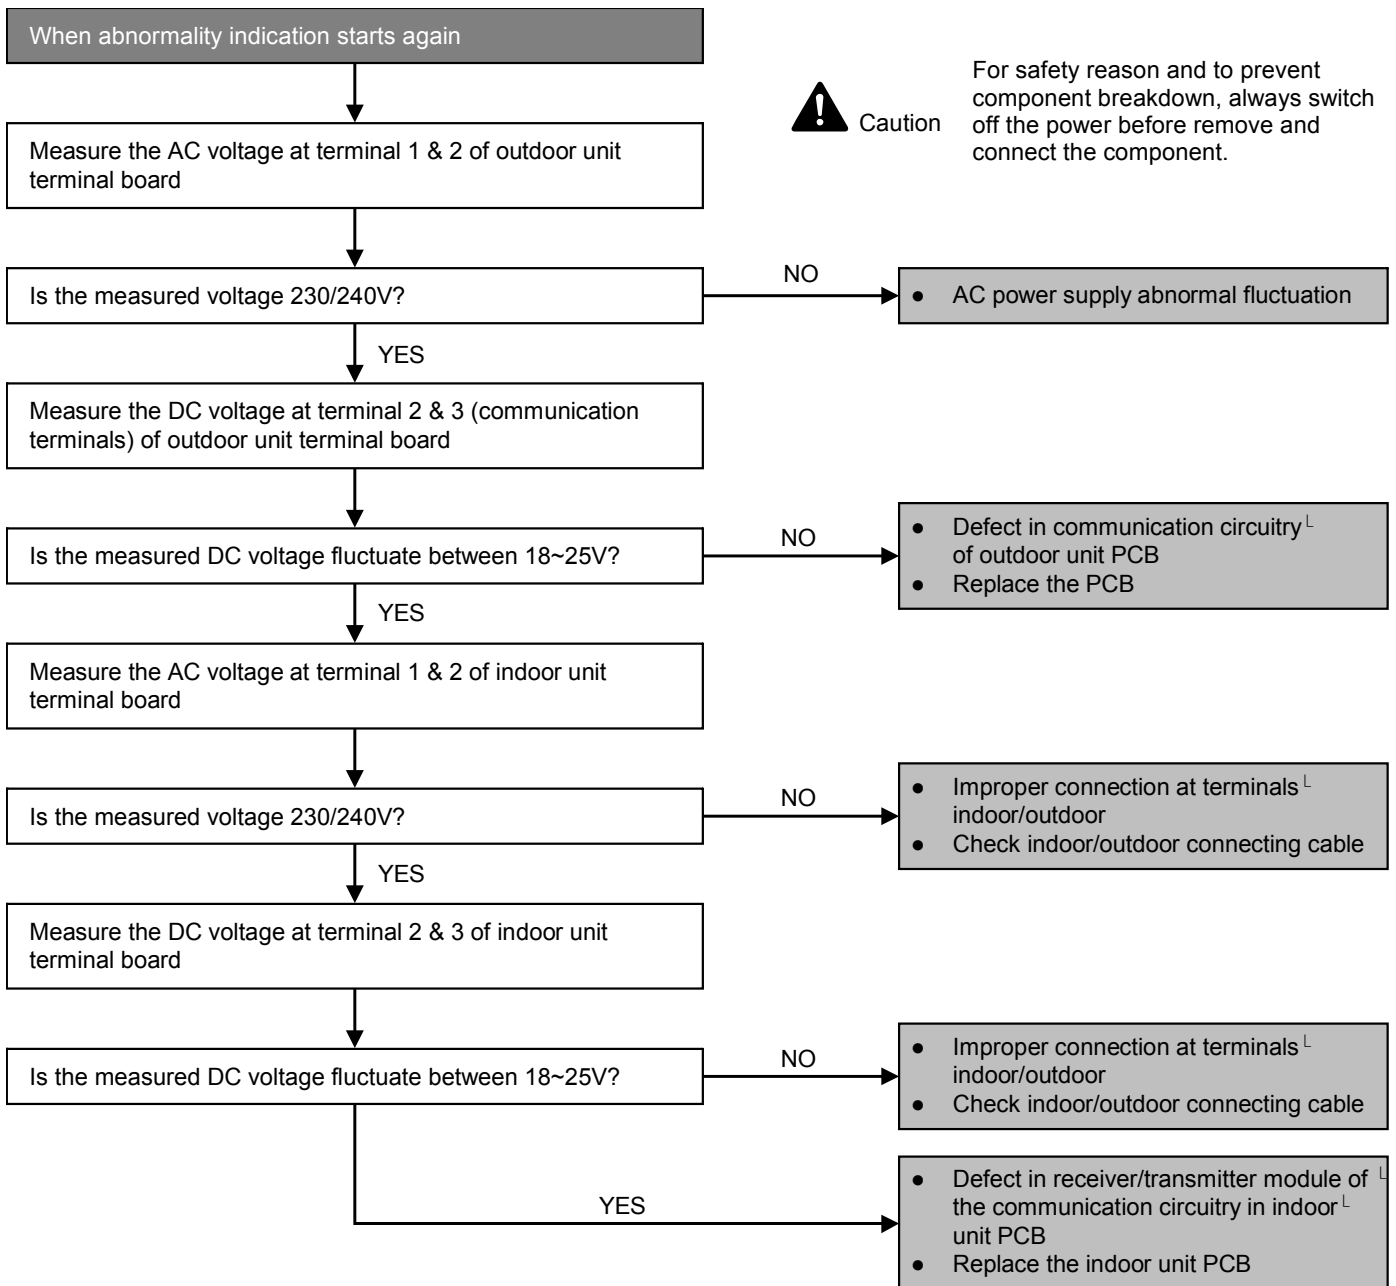 When abnormality indication starts again
Caution
For safety reason and to prevent
component breakdown, always switch
off the power before remove and
connect the component.
Measure the AC voltage at terminal 1 & 2 of outdoor unit
terminal board
Is the measured voltage 230/240V?
NO
● AC power supply abnormal fluctuation
YES
Measure the DC voltage at terminal 2 & 3 (communication
terminals) of outdoor unit terminal board
Is the measured DC voltage fluctuate between 18~25V?
NO
● Defect in communication circuitry└
of outdoor unit PCB
● Replace the PCB
YES
Measure the AC voltage at terminal 1 & 2 of indoor unit
terminal board
Is the measured voltage 230/240V?
NO
● Improper connection at terminals└
indoor/outdoor
● Check indoor/outdoor connecting cable
YES
Measure the DC voltage at terminal 2 & 3 of indoor unit
terminal board
Is the measured DC voltage fluctuate between 18~25V?
NO
● Improper connection at terminals└
indoor/outdoor
● Check indoor/outdoor connecting cable
YES
● Defect in receiver/transmitter module of └
the communication circuitry in indoor└
unit PCB
● Replace the indoor unit PCB